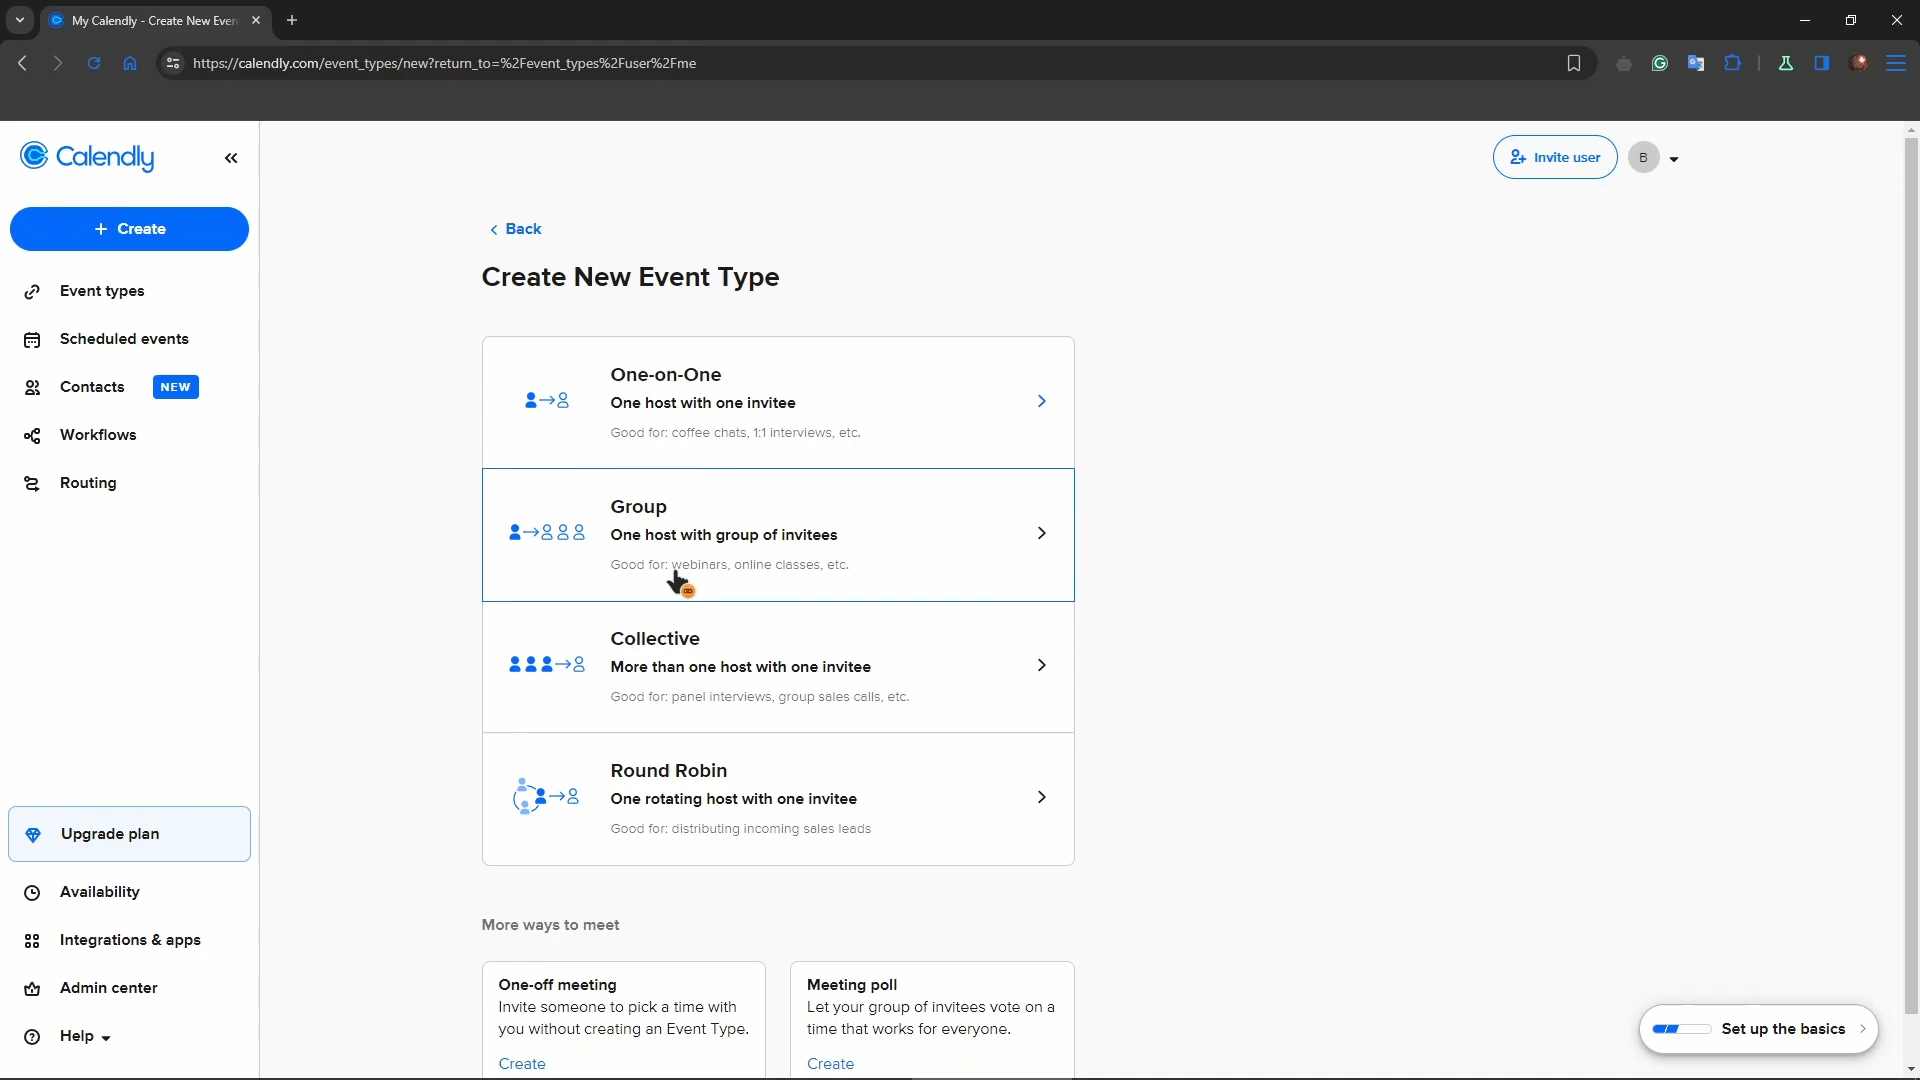 My Calendly - Create New Even
https://calendly.com/event_types/new?return_to=%2Fevent_types%2Fuser%2Fme
Calendly
Invite user
B
+ Create
Event types
Scheduled events
Contacts NEW
Workflows
Routing
Upgrade plan
Availability
Integrations & apps
Admin center
Help
Back
Create New Event Type
One-on-One
One host with one invitee
Good for: coffee chats, 1:1 interviews, etc.
Group
One host with group of invitees
Good for: webinars, online classes, etc.
Collective
More than one host with one invitee
Good for: panel interviews, group sales calls, etc.
Round Robin
One rotating host with one invitee
Good for: distributing incoming sales leads
More ways to meet
One-off meeting
Invite someone to pick a time with
you without creating an Event Type.
Create
Meeting poll
Let your group of invitees vote on a
time that works for everyone.
Create
Set up the basics